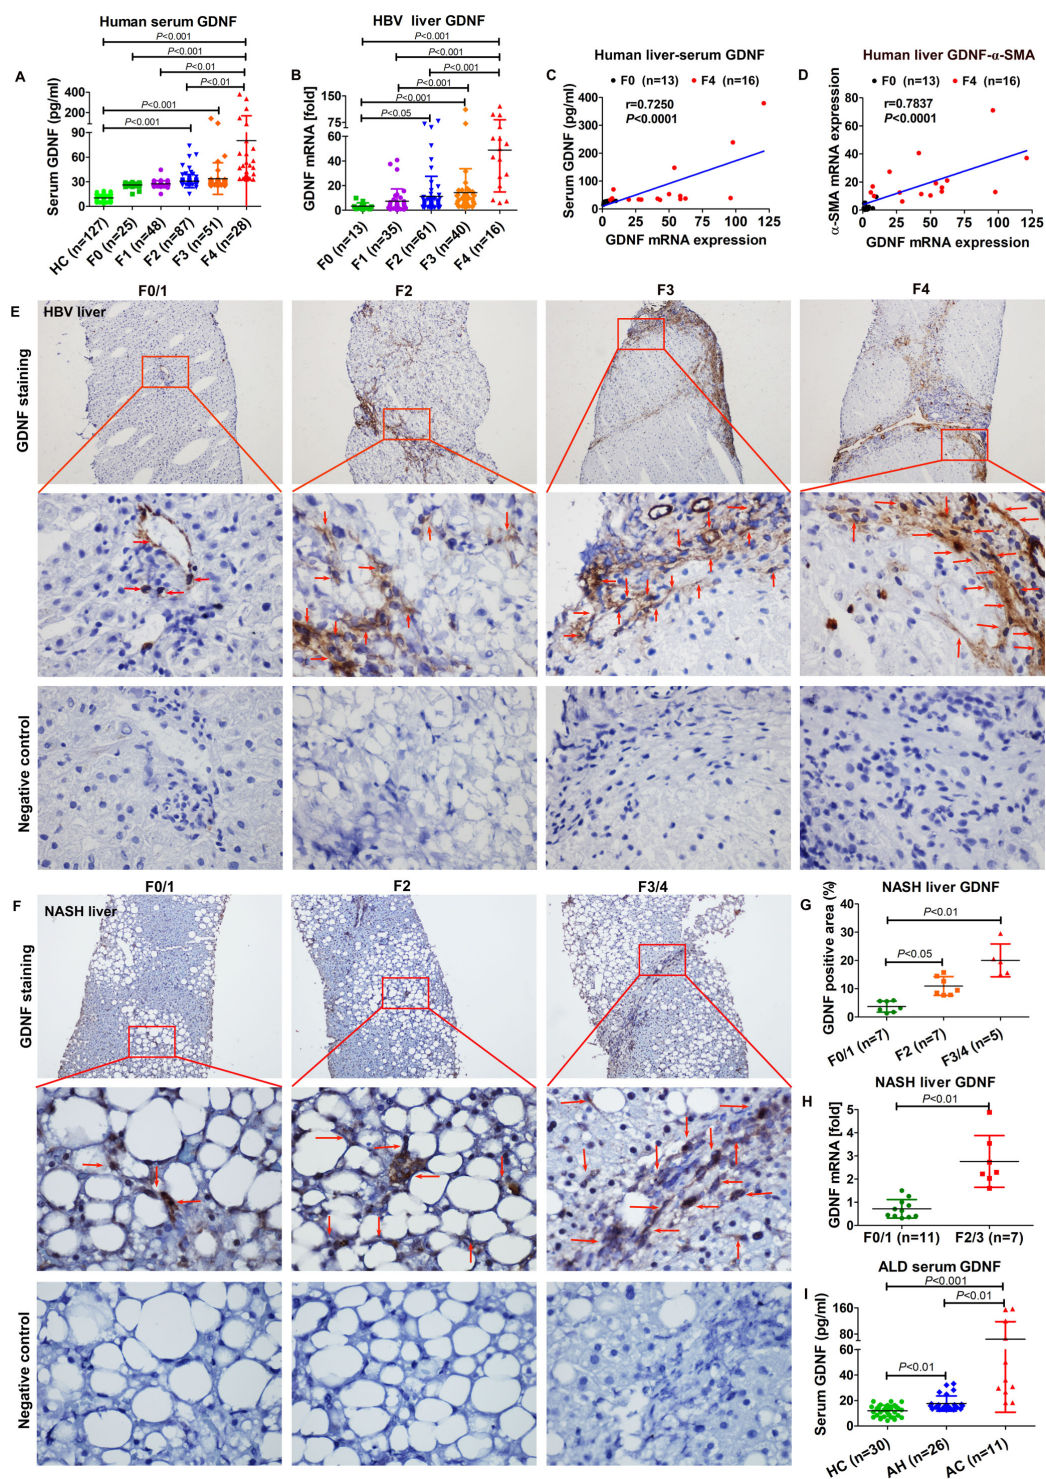 Human serum GDNF
P<0.001
P<0.001
P<0.01
P<0.01
P<0.001
P<0.001
A
Serum GDNF (pg/ml)
400
200
90
60
30
0
HC (n=127)
F0 (n=25)
F1 (n=48)
F2 (n=87)
F3 (n=51)
F4 (n=28)
HBV liver GDNF
P<0.001
P<0.001
P<0.001
P<0.001
P<0.001
P<0.05
B
GDNF mRNA [fold]
150
75
50
25
0
F0 (n=13)
F1 (n=35)
F2 (n=61)
F3 (n=40)
F4 (n=16)
Human liver-serum GDNF
C
F0 (n=13)
F4 (n=16)
r=0.7250
P<0.0001
Serum GDNF (pg/ml)
400
300
200
100
0
0 25 50 75 100 125
GDNF mRNA expression
Human liver GDNF-α-SMA
D
F0 (n=13)
F4 (n=16)
r=0.7837
P<0.0001
α-SMA mRNA expression
80
60
40
20
0
0 25 50 75 100 125
GDNF mRNA expression
E
F0/1
F2
F3
F4
HBV liver
GDNF staining
Negative control
F
F0/1
F2
F3/4
NASH liver
GDNF staining
Negative control
G
NASH liver GDNF
P<0.01
P<0.05
GDNF positive area (%)
40
30
20
10
0
F0/1 (n=7)
F2 (n=7)
F3/4 (n=5)
H
NASH liver GDNF
P<0.01
GDNF mRNA [fold]
5
4
3
2
1
0
F0/1 (n=11)
F2/3 (n=7)
I
ALD serum GDNF
P<0.001
P<0.01
P<0.01
Serum GDNF (pg/ml)
160
80
60
40
20
0
HC (n=30)
AH (n=26)
AC (n=11)